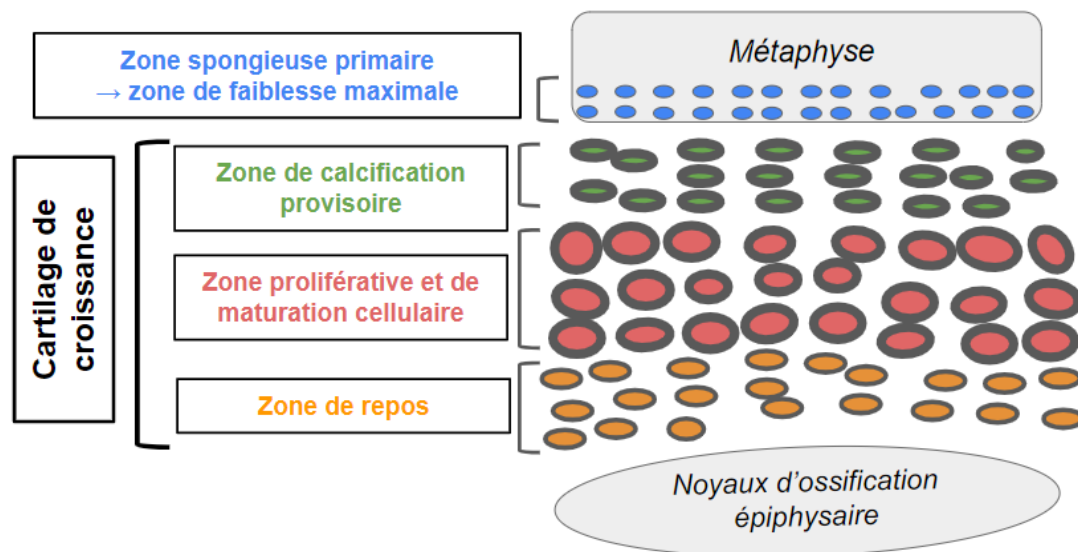 Zone spongieuse primaire
→ zone de faiblesse maximale
Métaphyse
Cartilage de
croissance
Zone de calcification
provisoire
Zone proliférative et de
maturation cellulaire
Zone de repos
Noyaux d'ossification
épiphysaire